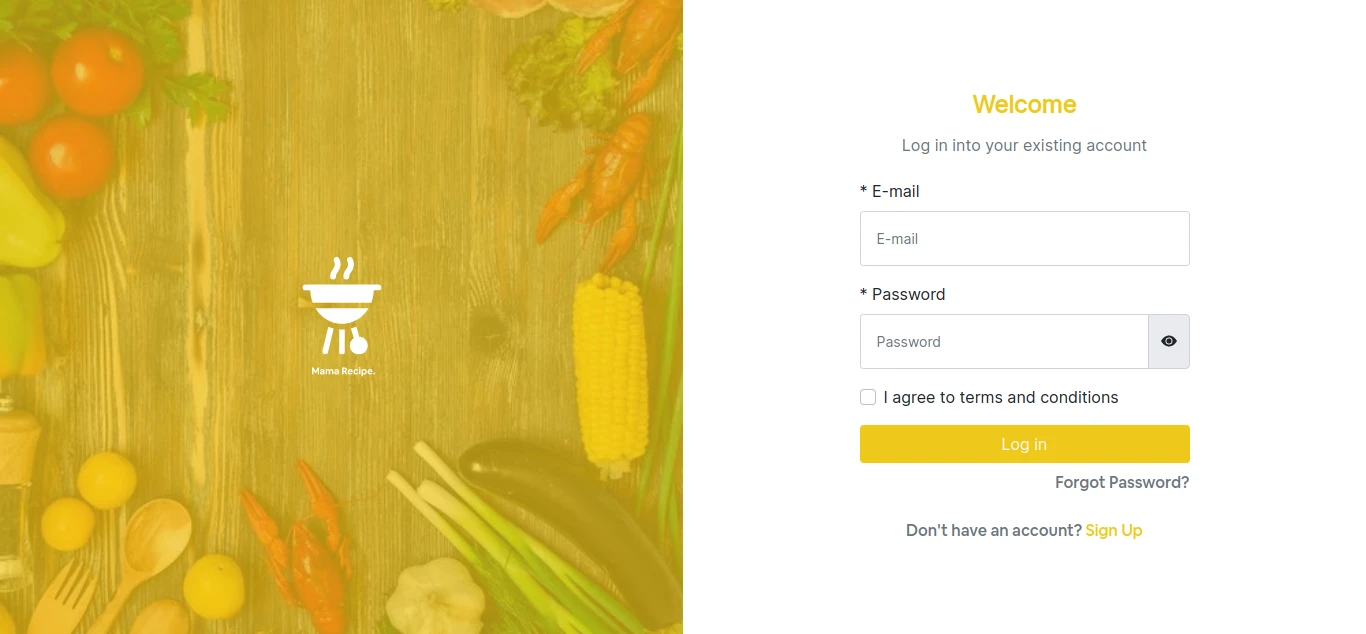 Mama Recipe.
Welcome
Log in into your existing account
* E-mail
E-mail
* Password
Password
I agree to terms and conditions
Log in
Forgot Password?
Don't have an account? Sign Up